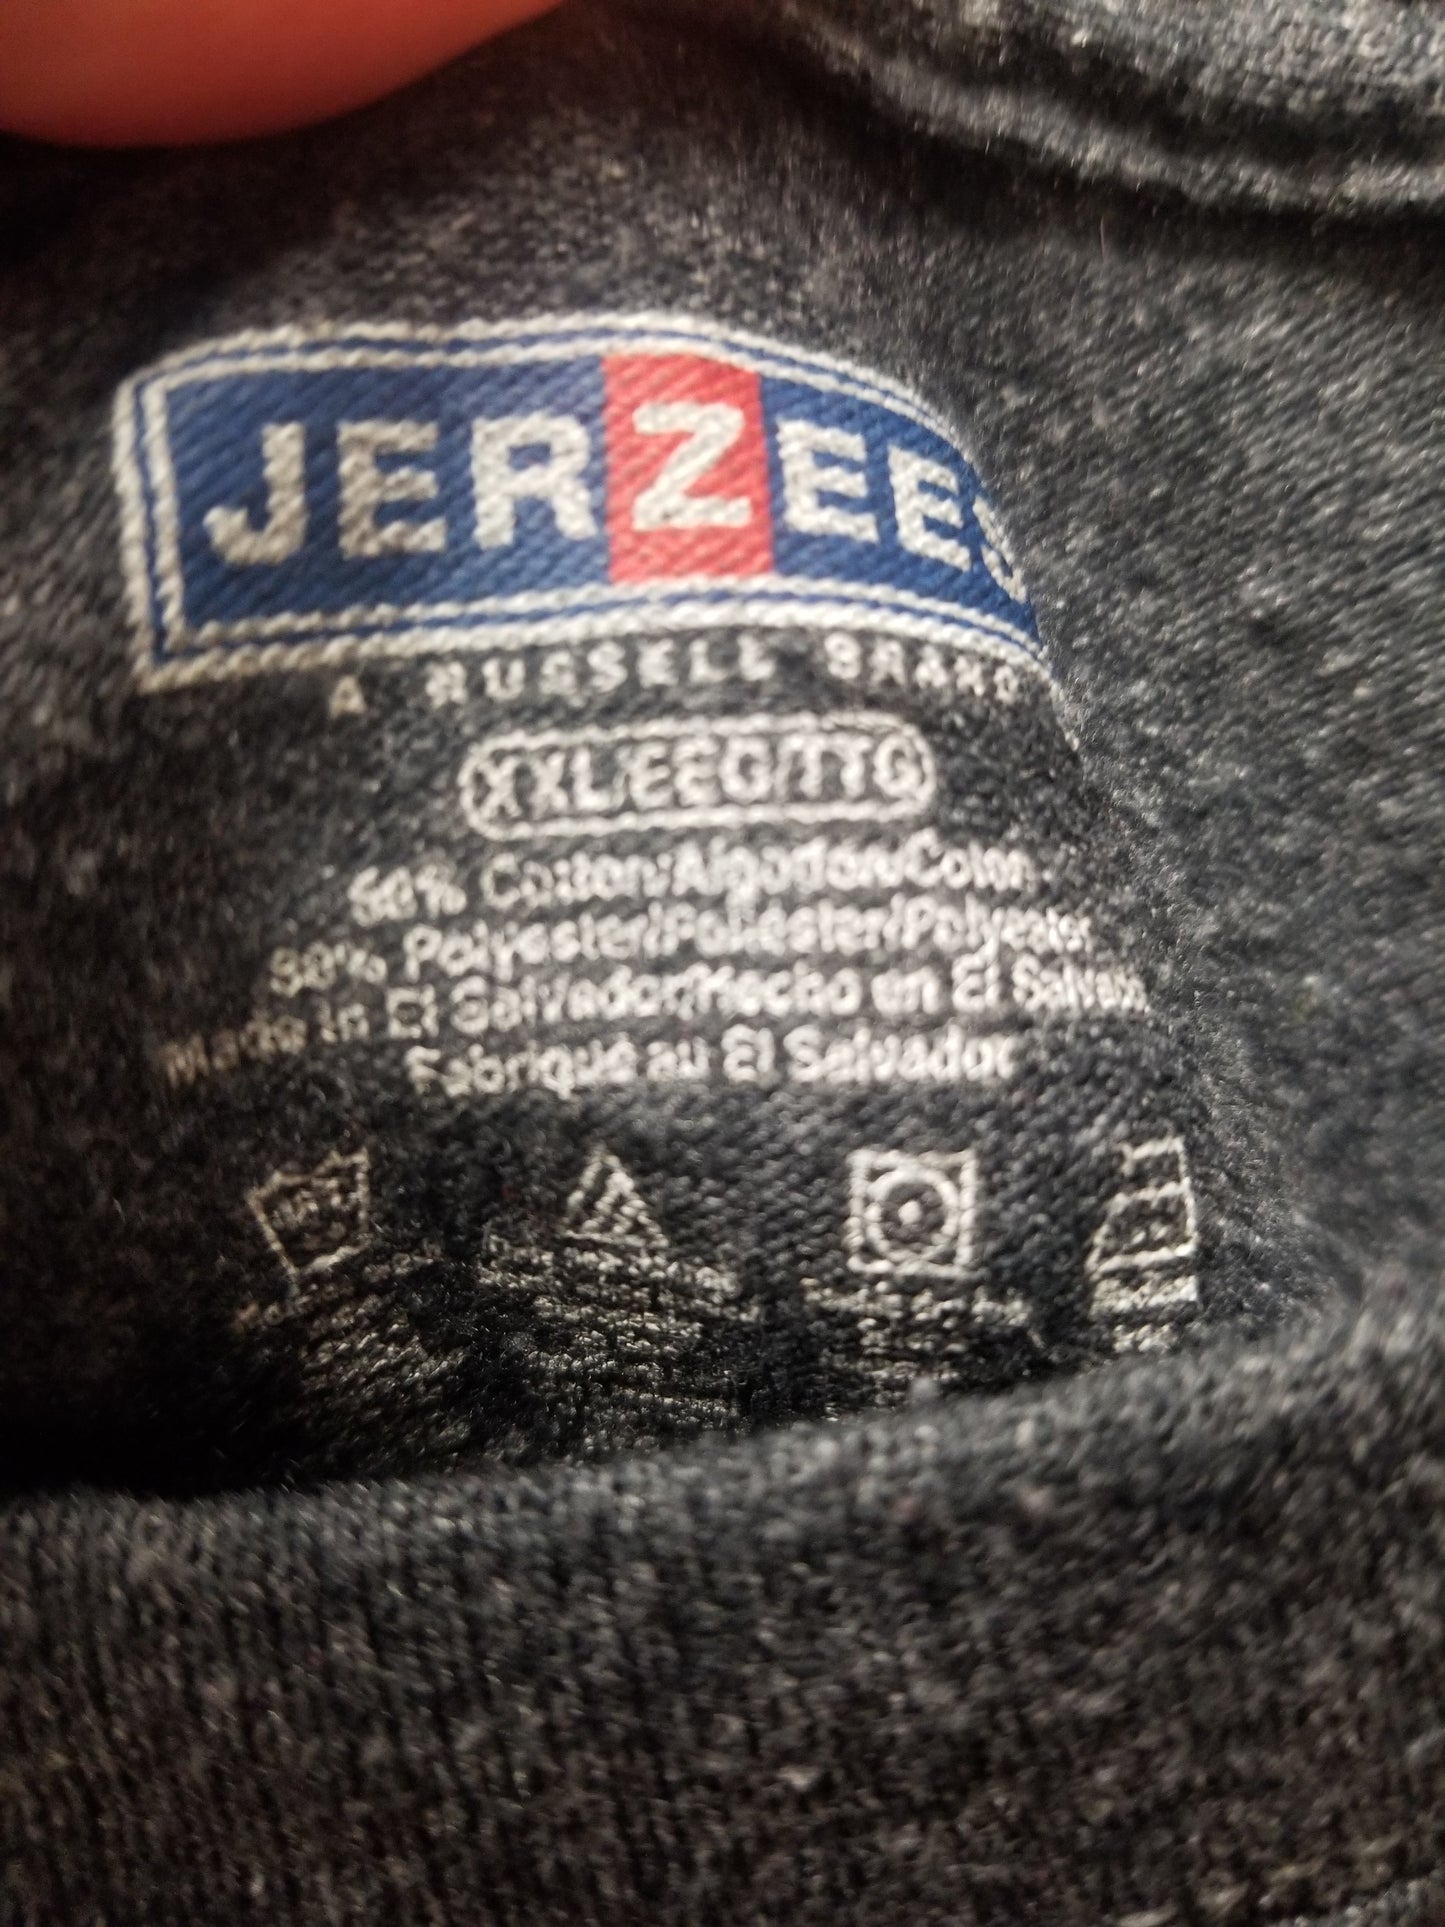 JERZEES
A RUSSELL BRAND
XXL/EEG/TTG
50% Cotton/Algodon/Coton
50% Polyester/Poliéster/Polyester
Made in El Salvador/Hecho en El Salvador
Fabriqué au El Salvador